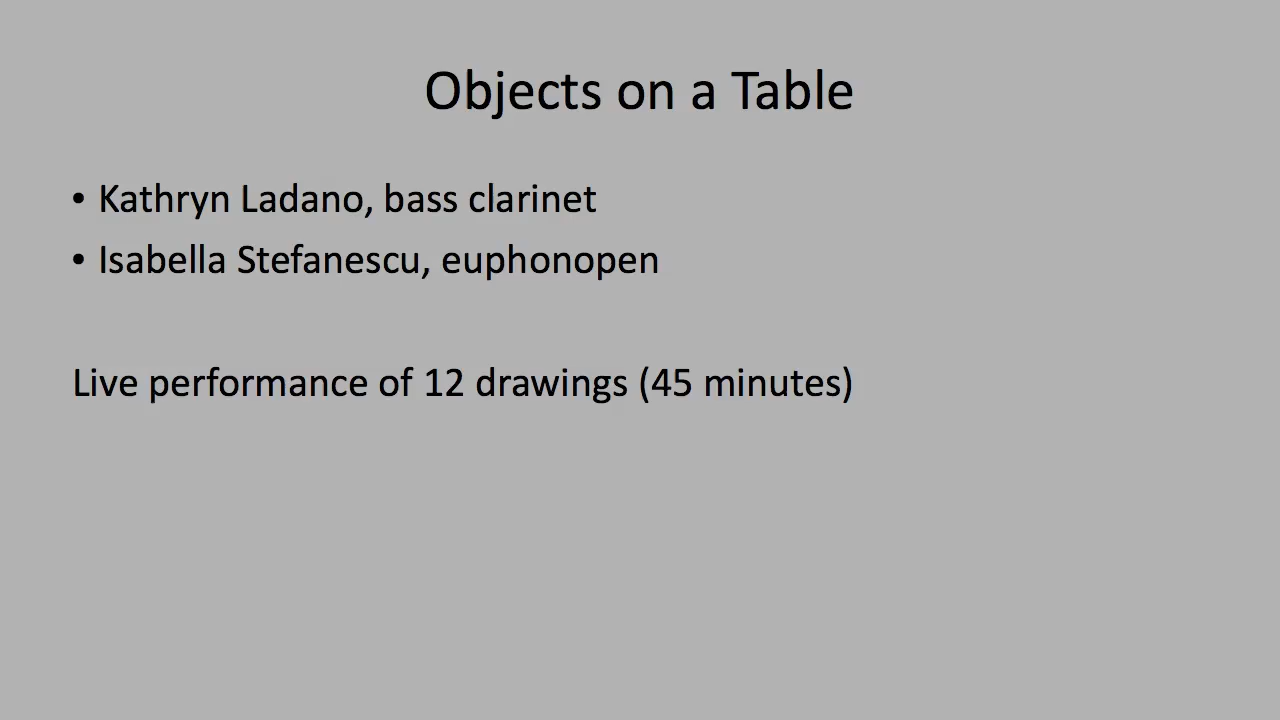 Objects on a Table
• Kathryn Ladano, bass clarinet
• Isabella Stefanescu, euphonopen
Live performance of 12 drawings (45 minutes)